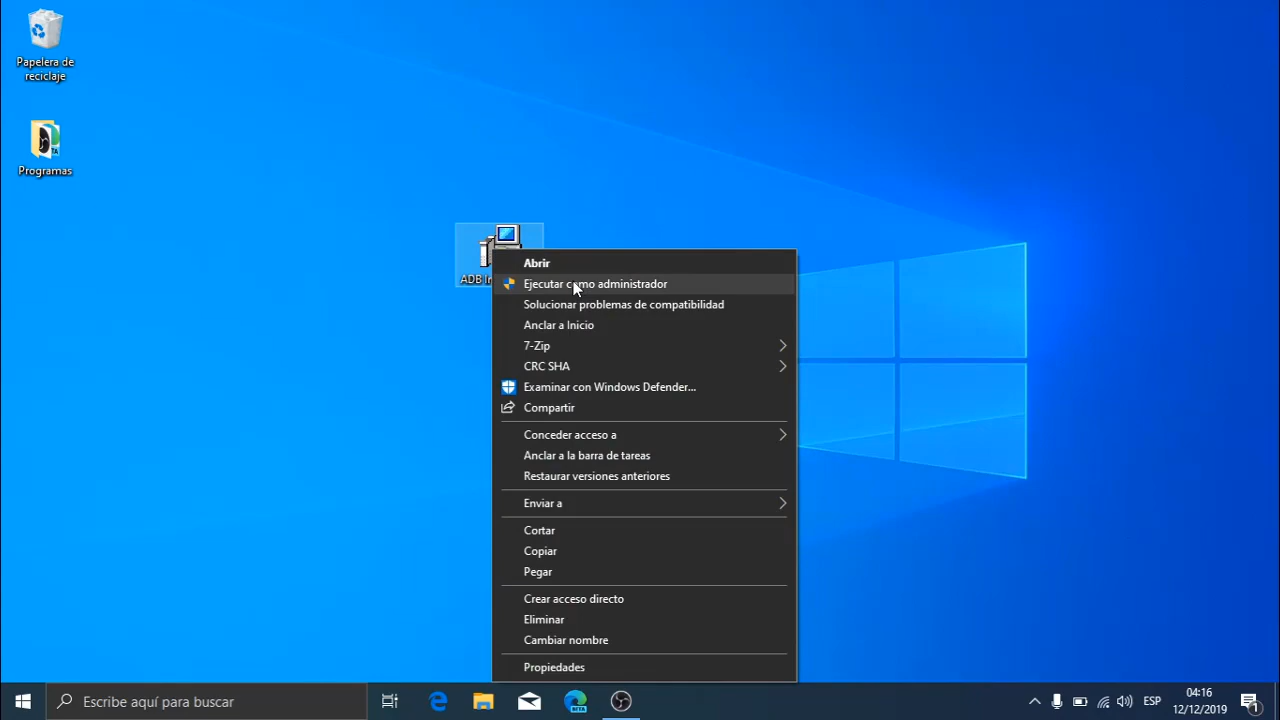 Papelera de
reciclaje
Programas
ADB
Abrir
Ejecutar como administrador
Solucionar problemas de compatibilidad
Anclar a Inicio
7-Zip
CRC SHA
Examinar con Windows Defender...
Compartir
Conceder acceso a
Anclar a la barra de tareas
Restaurar versiones anteriores
Enviar a
Cortar
Copiar
Pegar
Crear acceso directo
Eliminar
Cambiar nombre
Propiedades
Escribe aquí para buscar
BETA
ESP
04:16
12/12/2019
1